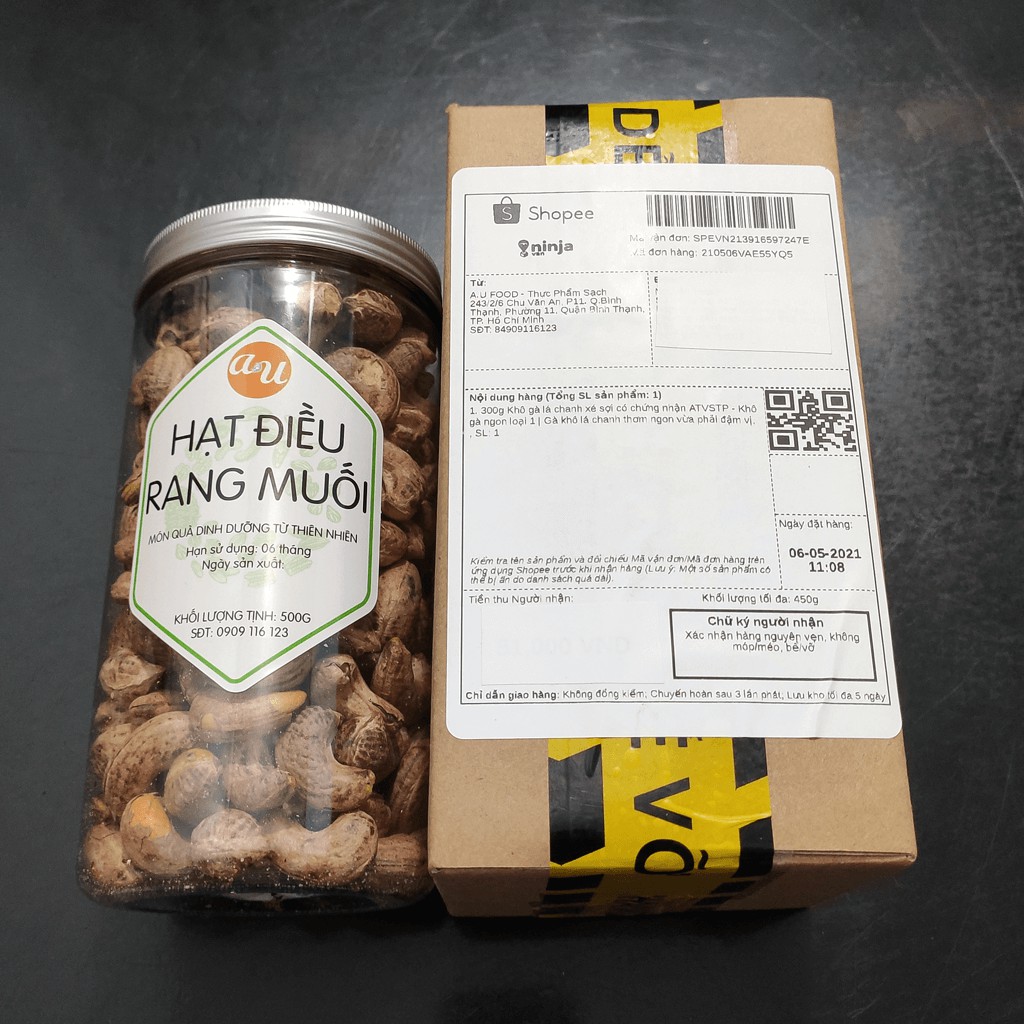 a.u
HẠT ĐIỀU
RANG MUỐI
MÓN QUÀ DINH DƯỠNG TỪ THIÊN NHIÊN
Hạn sử dụng: 06 tháng
Ngày sản xuất:
KHỐI LƯỢNG TỊNH: 500G
SĐT: 0909 116 123
DỄ
Shopee
ninja
van
Mã vận đơn: SPEVN213916597247E
Mã đơn hàng: 210506VAE55YQ5
Từ:
A.U FOOD - Thực Phẩm Sạch
243/2/6 Chu Văn An, P11. Q.Bình
Thạnh, Phường 11, Quận Bình Thạnh,
TP. Hồ Chí Minh
SĐT: 84909116123
Nội dung hàng (Tổng SL sản phẩm: 1)
1. 300g Khô gà lá chanh xé sợi có chứng nhận ATVSTP - Khô
gà ngon loại 1 | Gà khô lá chanh thơm ngon vừa phải đậm vị.
, SL: 1
Ngày đặt hàng:
06-05-2021
11:08
Kiểm tra tên sản phẩm và đối chiếu Mã vận đơn/Mã đơn hàng trên
ứng dụng Shopee trước khi nhận hàng (Lưu ý: Một số sản phẩm có
thể bị ẩn do danh sách quá dài).
Tiền thu Người nhận:
Khối lượng tối đa: 450g
Chữ ký người nhận
Xác nhận hàng nguyên vẹn, không
móp/méo, bể/vỡ
Chỉ dẫn giao hàng: Không đồng kiểm; Chuyển hoàn sau 3 lần phát; Lưu kho tối đa 5 ngày
Ễ VỠ